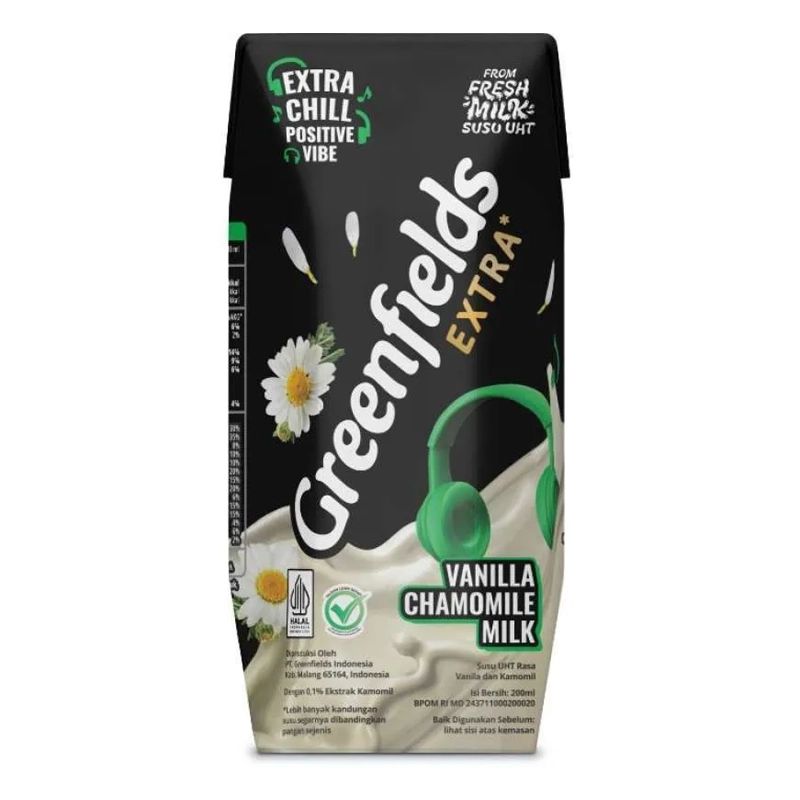 EXTRA
CHILL
POSITIVE
VIBE
FROM
FRESH
MILK
SUSU UHT
Greenfields
EXTRA*
VANILLA
CHAMOMILE
MILK
HALAL
INDONESIA
Diproduksi Oleh
PT. Greenfields Indonesia
Kab. Malang 65164, Indonesia
Dengan 0,1% Ekstrak Kamomil
*Lebih banyak kandungan
susu segarnya dibandingkan
pangan sejenis
Susu UHT Rasa
Vanila dan Kamomil
Isi Bersih: 200ml
BPOM RI MD 243711000200020
Baik Digunakan Sebelum:
lihat sisi atas kemasan